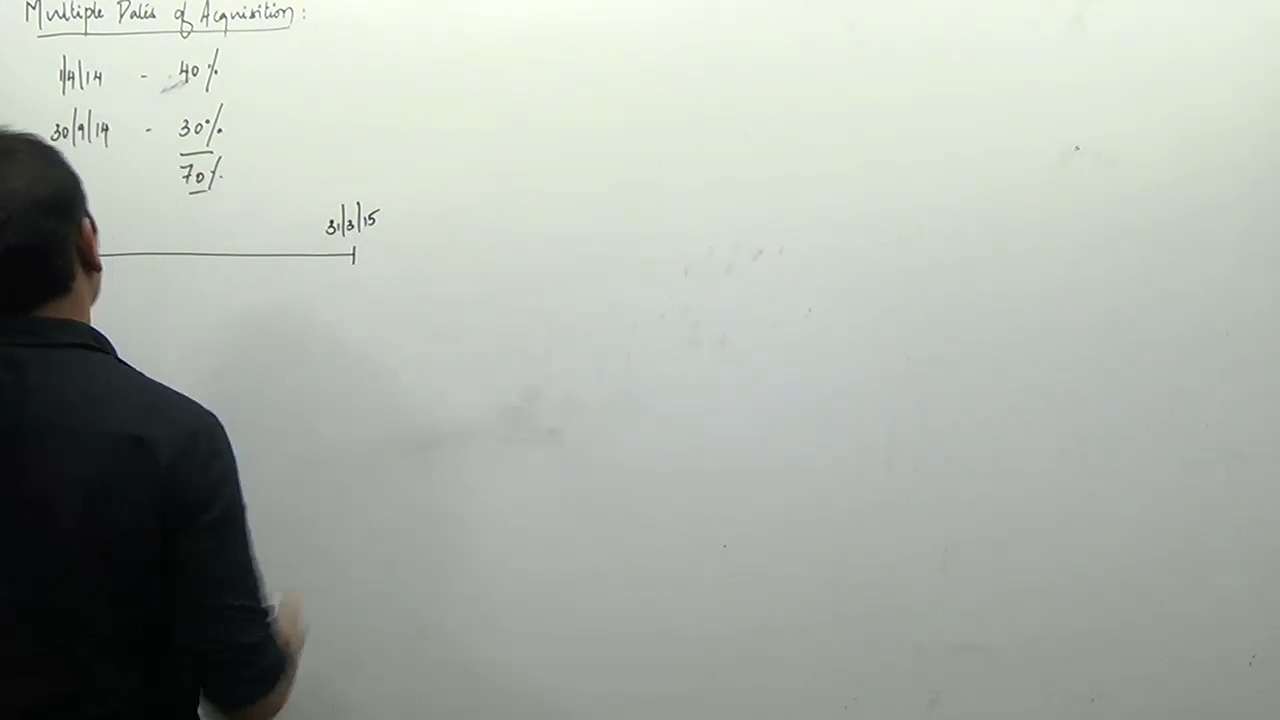 Multiple Dates of Acquisition:
1/4/14 - 40%
30/9/14 - 30%
70%
31/3/15